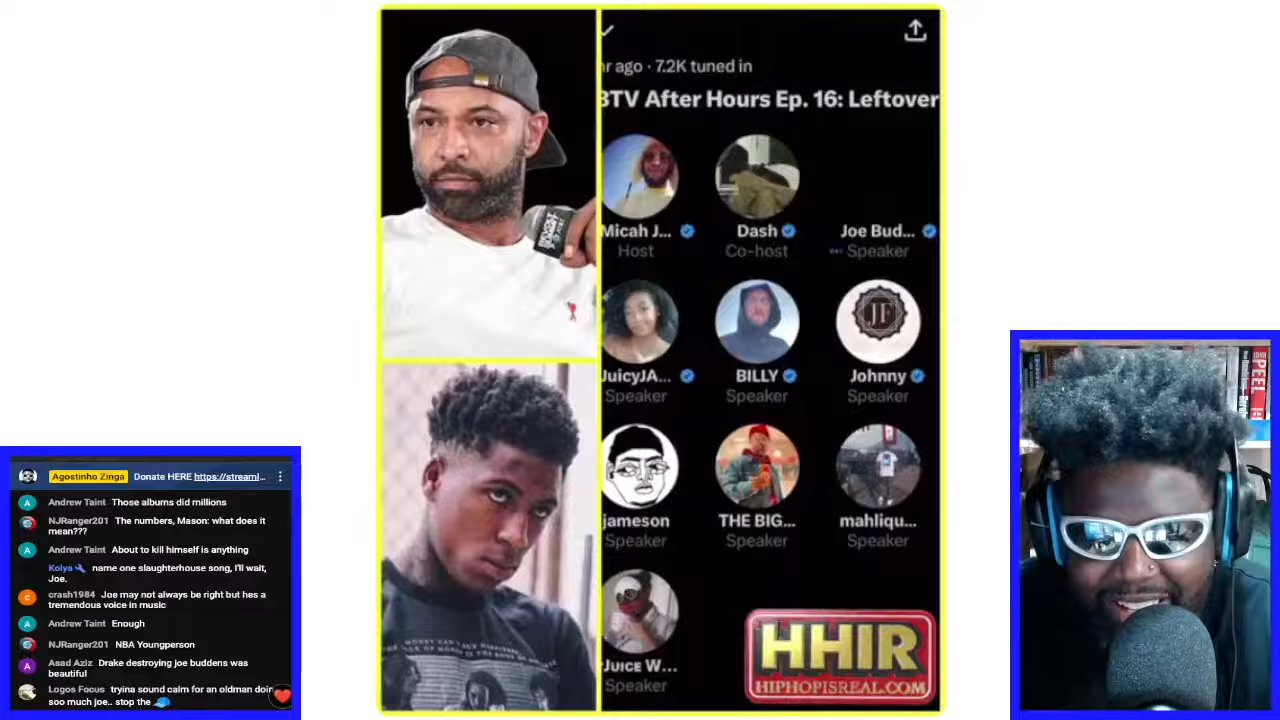 hr ago · 7.2K tuned in
BTV After Hours Ep. 16: Leftover
Micah J...
Host
Dash
Co-host
Joe Bud...
Speaker
JuicyJA...
Speaker
BILLY
Speaker
JF
Johnny
Speaker
jameson
Speaker
THE BIG...
Speaker
mahliqu...
Speaker
JUICE W...
Speaker
HHIR
HIPHOPISREAL.COM
Agostinho Zinga Donate HERE https://streaml...
Andrew Taint Those albums did millions
NJRanger201 The numbers, Mason: what does it
mean???
Andrew Taint About to kill himself is anything
Kolya name one slaughterhouse song, I'll wait,
Joe.
crash1984 Joe may not always be right but hes a
tremendous voice in music
Andrew Taint Enough
NJRanger201 NBA Youngperson
Asad Aziz Drake destroying joe buddens was
beautiful
Logos Focus tryina sound calm for an oldman doin
soo much joe.. stop the
PEEL